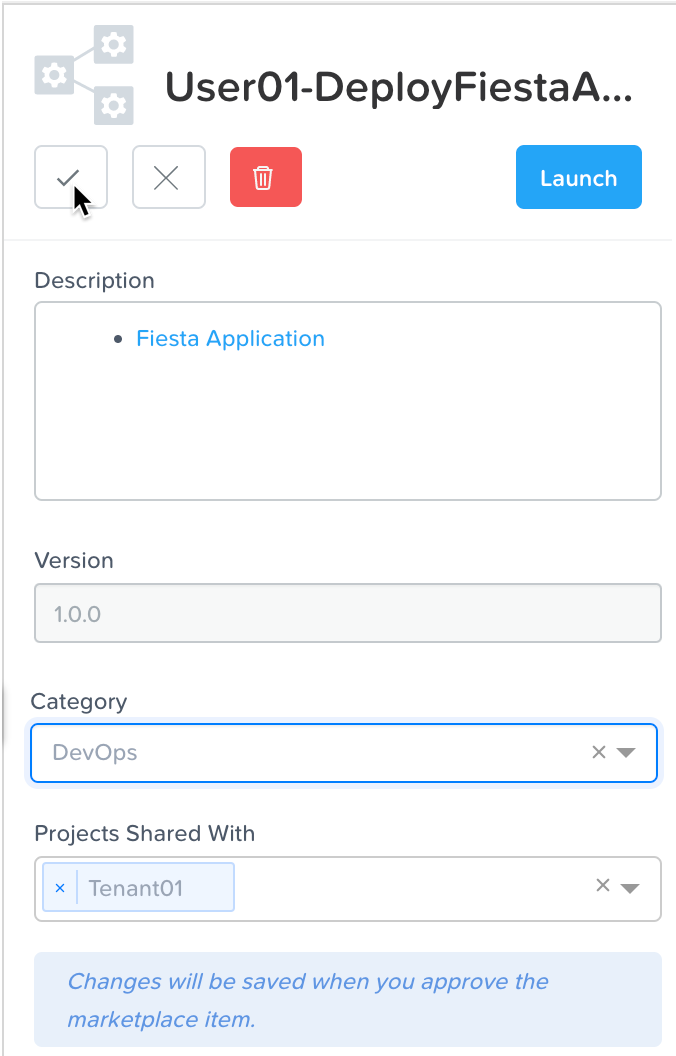 User01-DeployFiestaA...
Launch
Description
• Fiesta Application
Version
1.0.0
Category
DevOps
Projects Shared With
× Tenant01
Changes will be saved when you approve the
marketplace item.